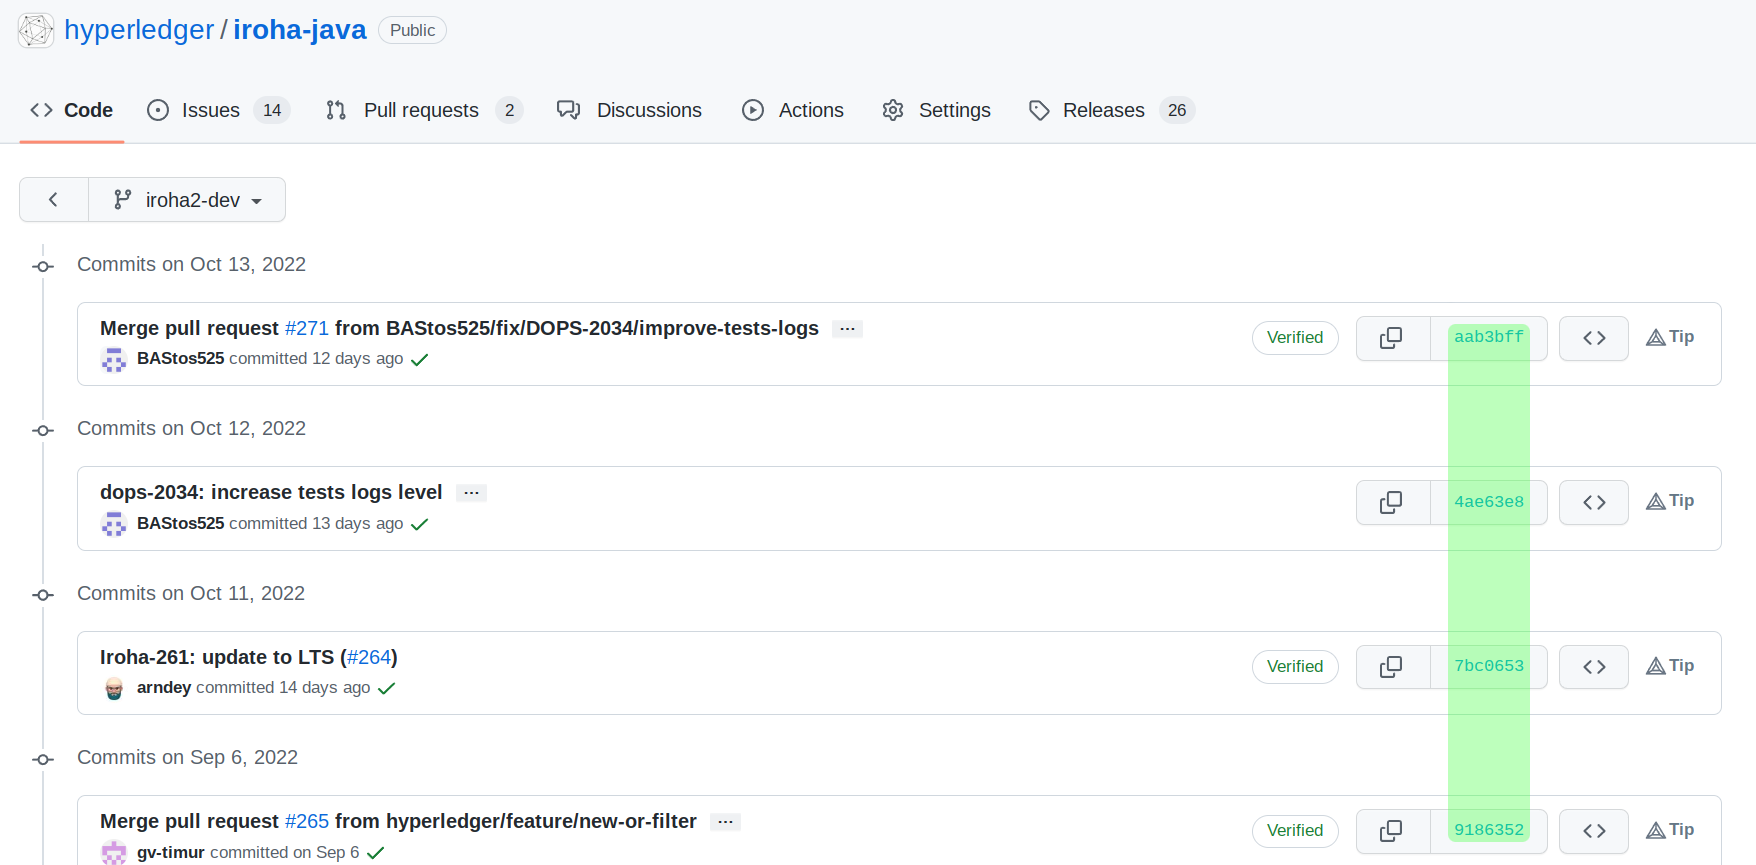 hyperledger / iroha-java Public
Code Issues 14 Pull requests 2 Discussions Actions Settings Releases 26
iroha2-dev
Commits on Oct 13, 2022
Merge pull request #271 from BAStos525/fix/DOPS-2034/improve-tests-logs ...
Verified aab3bff Tip
BAStos525 committed 12 days ago
Commits on Oct 12, 2022
dops-2034: increase tests logs level ...
4ae63e8 Tip
BAStos525 committed 13 days ago
Commits on Oct 11, 2022
Iroha-261: update to LTS (#264)
Verified 7bc0653 Tip
arndey committed 14 days ago
Commits on Sep 6, 2022
Merge pull request #265 from hyperledger/feature/new-or-filter ...
Verified 9186352 Tip
gv-timur committed on Sep 6